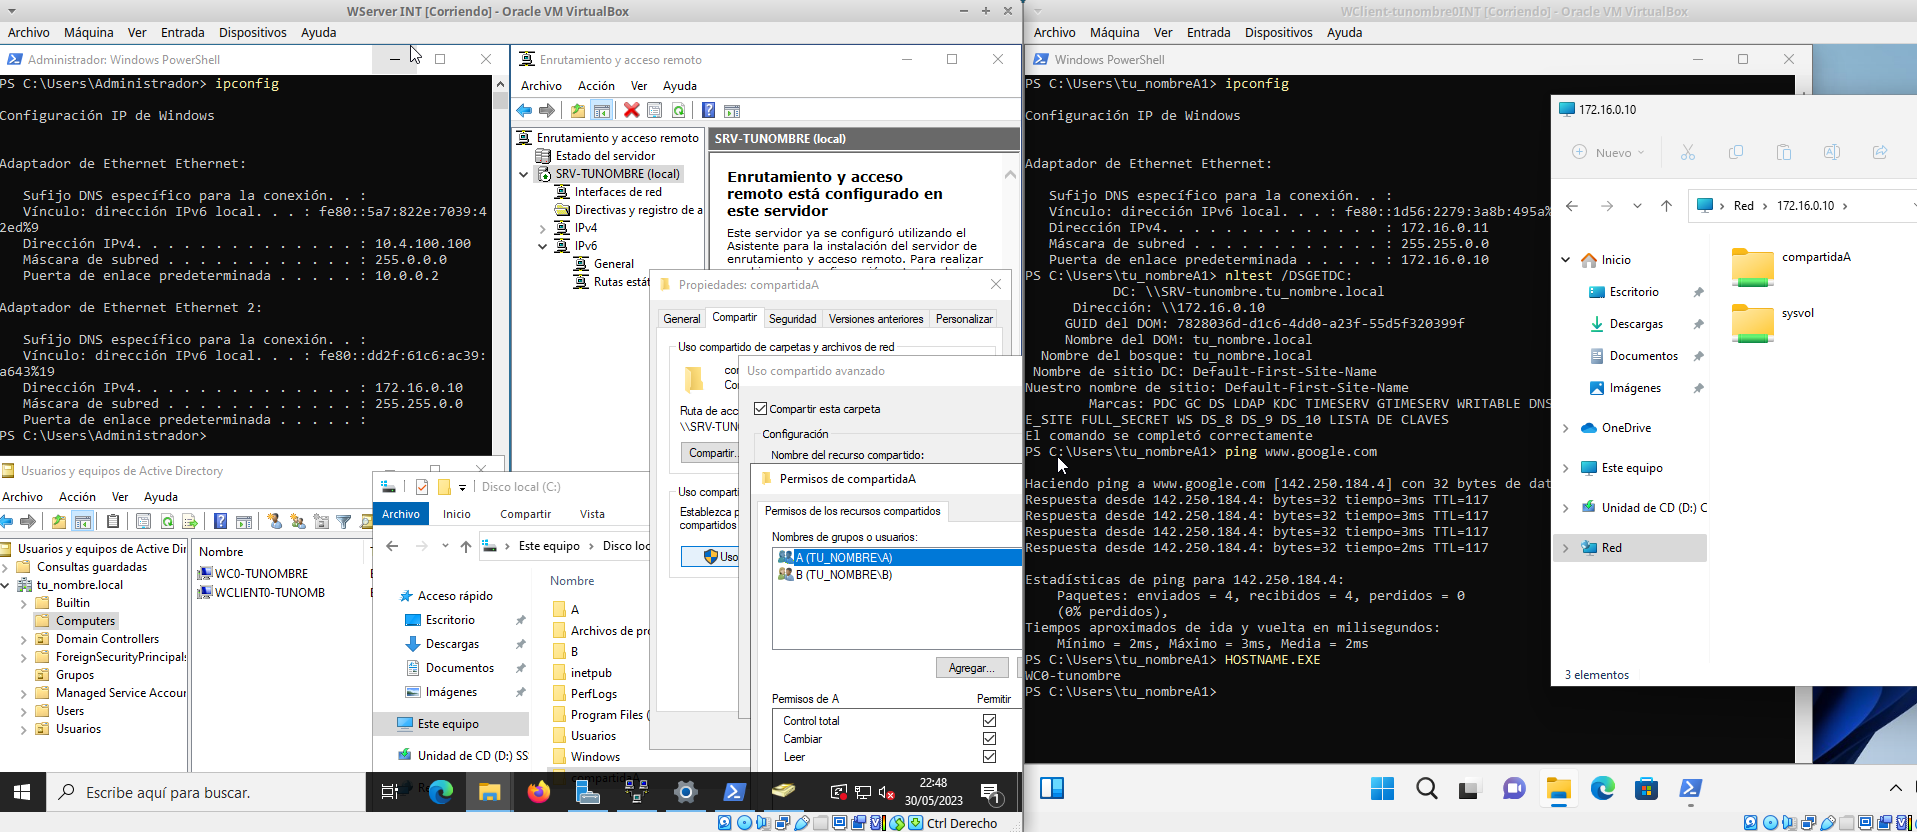 WServer INT [Corriendo] - Oracle VM VirtualBox
Archivo Máquina Ver Entrada Dispositivos Ayuda
Administrador: Windows PowerShell
PS C:\Users\Administrador> ipconfig
Configuración IP de Windows
Adaptador de Ethernet Ethernet:
Sufijo DNS específico para la conexión. . :
Vínculo: dirección IPv6 local. . . : fe80::5a7:822e:7039:4
2ed%9
Dirección IPv4. . . . . . . . . . . . . . : 10.4.100.100
Máscara de subred . . . . . . . . . . . . : 255.0.0.0
Puerta de enlace predeterminada . . . . . : 10.0.0.2
Adaptador de Ethernet Ethernet 2:
Sufijo DNS específico para la conexión. . :
Vínculo: dirección IPv6 local. . . : fe80::dd2f:61c6:ac39:
a643%19
Dirección IPv4. . . . . . . . . . . . . . : 172.16.0.10
Máscara de subred . . . . . . . . . . . . : 255.255.0.0
Puerta de enlace predeterminada . . . . . :
PS C:\Users\Administrador>
Enrutamiento y acceso remoto
Archivo Acción Ver Ayuda
Enrutamiento y acceso remoto
Estado del servidor
SRV-TUNOMBRE (local)
Interfaces de red
Directivas y registro de a
IPv4
IPv6
General
Rutas estát
SRV-TUNOMBRE (local)
Enrutamiento y acceso
remoto está configurado en
este servidor
Este servidor ya se configuró utilizando el
Asistente para la instalación del servidor de
enrutamiento y acceso remoto. Para realizar
Propiedades: compartidaA
General Compartir Seguridad Versiones anteriores Personalizar
Uso compartido de carpetas y archivos de red
Ruta de acc
\\SRV-TUN
Compartir.
Uso comparti
Establezca p
compartidos
Uso
Uso compartido avanzado
Compartir esta carpeta
Configuración
Nombre del recurso compartido:
Permisos de compartidaA
Permisos de los recursos compartidos
Nombres de grupos o usuarios:
A (TU_NOMBRE\A)
B (TU_NOMBRE\B)
Agregar...
Permisos de A Permitir
Control total
Cambiar
Leer
Usuarios y equipos de Active Directory
Archivo Acción Ver Ayuda
Usuarios y equipos de Active Dir
Consultas guardadas
tu_nombre.local
Builtin
Computers
Domain Controllers
ForeignSecurityPrincipals
Grupos
Managed Service Accour
Users
Usuarios
Nombre
WC0-TUNOMBRE
WCLIENT0-TUNOMB
Disco local (C:)
Archivo Inicio Compartir Vista
Este equipo Disco loc
Acceso rápido
Escritorio
Descargas
Documentos
Imágenes
Este equipo
Unidad de CD (D:) SS
Nombre
A
Archivos de pro
B
inetpub
PerfLogs
Program Files (
Usuarios
Windows
compartidaA
Escribe aquí para buscar.
22:48
30/05/2023
1
Ctrl Derecho
WClient-tunombre0INT [Corriendo] - Oracle VM VirtualBox
Archivo Máquina Ver Entrada Dispositivos Ayuda
Windows PowerShell
PS C:\Users\tu_nombreA1> ipconfig
Configuración IP de Windows
Adaptador de Ethernet Ethernet:
Sufijo DNS específico para la conexión. . :
Vínculo: dirección IPv6 local. . . : fe80::1d56:2279:3a8b:495a%
Dirección IPv4. . . . . . . . . . . . . . : 172.16.0.11
Máscara de subred . . . . . . . . . . . . : 255.255.0.0
Puerta de enlace predeterminada . . . . . : 172.16.0.10
PS C:\Users\tu_nombreA1> nltest /DSGETDC:
DC: \\SRV-tunombre.tu_nombre.local
Dirección: \\172.16.0.10
GUID del DOM: 7828036d-d1c6-4dd0-a23f-55d5f320399f
Nombre del DOM: tu_nombre.local
Nombre del bosque: tu_nombre.local
Nombre de sitio DC: Default-First-Site-Name
Nuestro nombre de sitio: Default-First-Site-Name
Marcas: PDC GC DS LDAP KDC TIMESERV GTIMESERV WRITABLE DNS
E_SITE FULL_SECRET WS DS_8 DS_9 DS_10 LISTA DE CLAVES
El comando se completó correctamente
PS C:\Users\tu_nombreA1> ping www.google.com
Haciendo ping a www.google.com [142.250.184.4] con 32 bytes de dat
Respuesta desde 142.250.184.4: bytes=32 tiempo=3ms TTL=117
Respuesta desde 142.250.184.4: bytes=32 tiempo=3ms TTL=117
Respuesta desde 142.250.184.4: bytes=32 tiempo=3ms TTL=117
Respuesta desde 142.250.184.4: bytes=32 tiempo=2ms TTL=117
Estadísticas de ping para 142.250.184.4:
Paquetes: enviados = 4, recibidos = 4, perdidos = 0
(0% perdidos),
Tiempos aproximados de ida y vuelta en milisegundos:
Mínimo = 2ms, Máximo = 3ms, Media = 2ms
PS C:\Users\tu_nombreA1> HOSTNAME.EXE
WC0-tunombre
PS C:\Users\tu_nombreA1>
172.16.0.10
Nuevo
Red 172.16.0.10
Inicio
Escritorio
Descargas
Documentos
Imágenes
OneDrive
Este equipo
Unidad de CD (D:) C
Red
compartidaA
sysvol
3 elementos